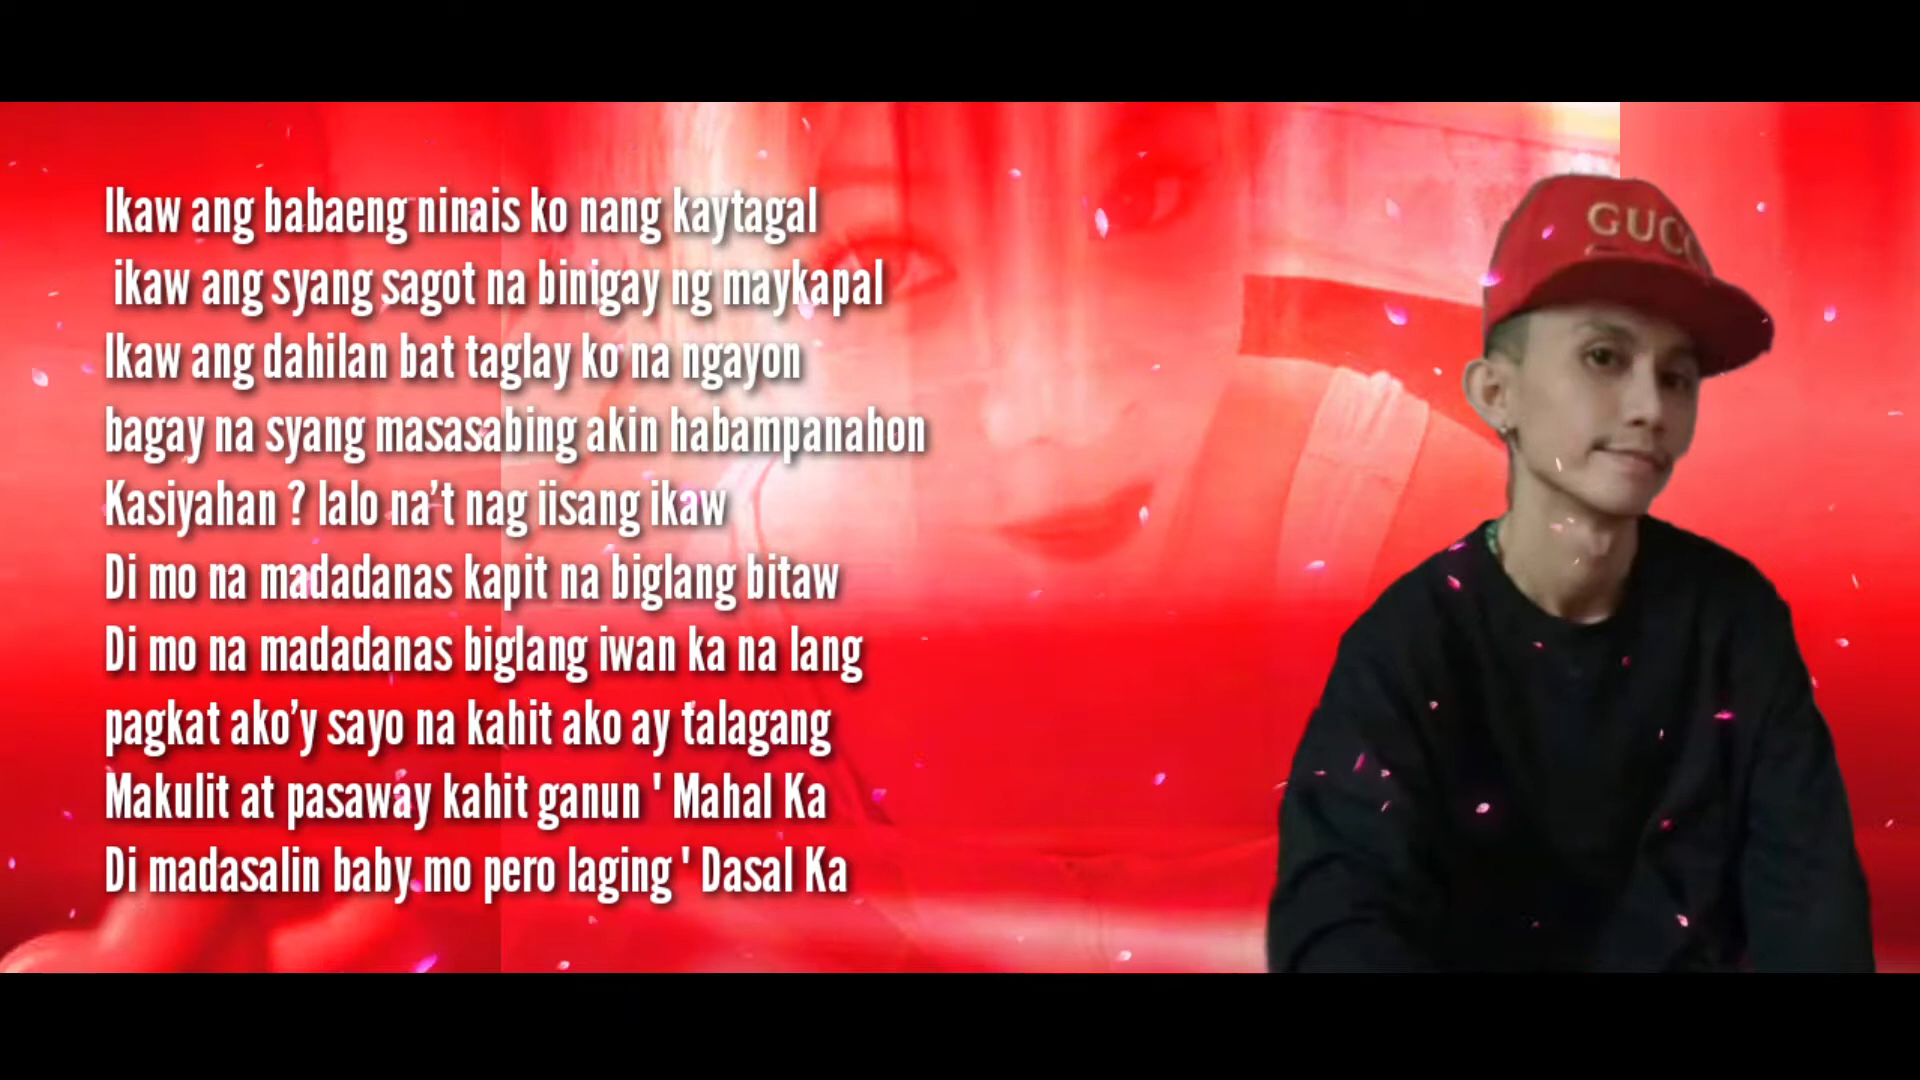 Ikaw ang babaeng ninais ko nang kaytagal
ikaw ang syang sagot na binigay ng maykapal
Ikaw ang dahilan bat taglay ko na ngayon
bagay na syang masasabing akin habampanahon
Kasiyahan ? lalo na’t nag iisang ikaw
Di mo na madadanas kapit na biglang bitaw
Di mo na madadanas biglang iwan ka na lang
pagkat ako’y sayo na kahit ako ay talagang
Makulit at pasaway kahit ganun ' Mahal Ka
Di madasalin baby mo pero laging ' Dasal Ka
GUCC